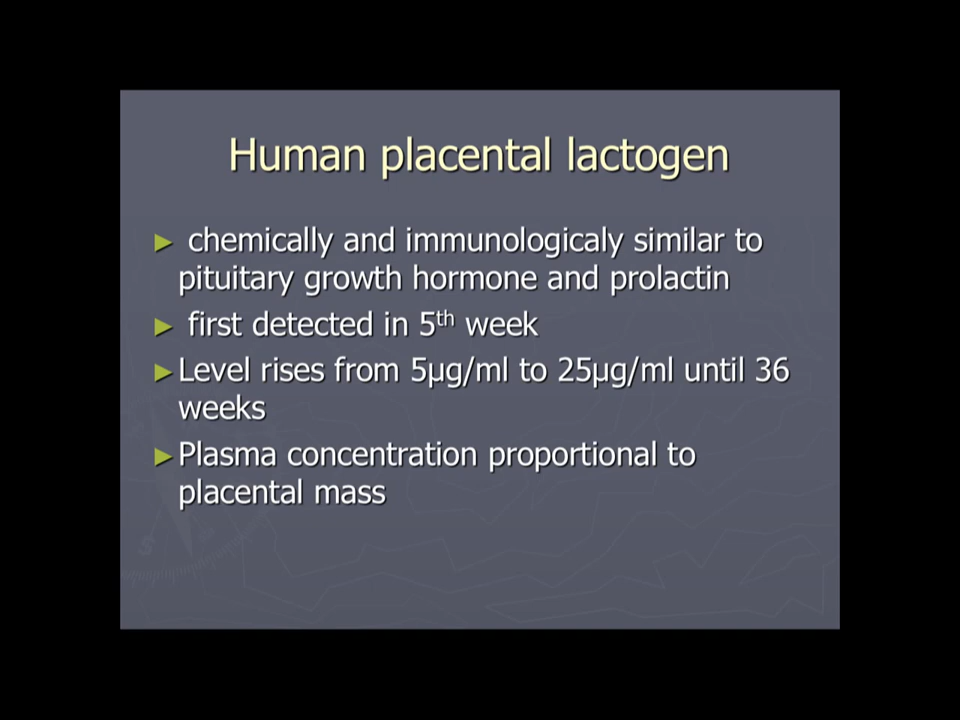 Human placental lactogen
► chemically and immunologicaly similar to
pituitary growth hormone and prolactin
► first detected in 5th week
►Level rises from 5µg/ml to 25µg/ml until 36
weeks
►Plasma concentration proportional to
placental mass